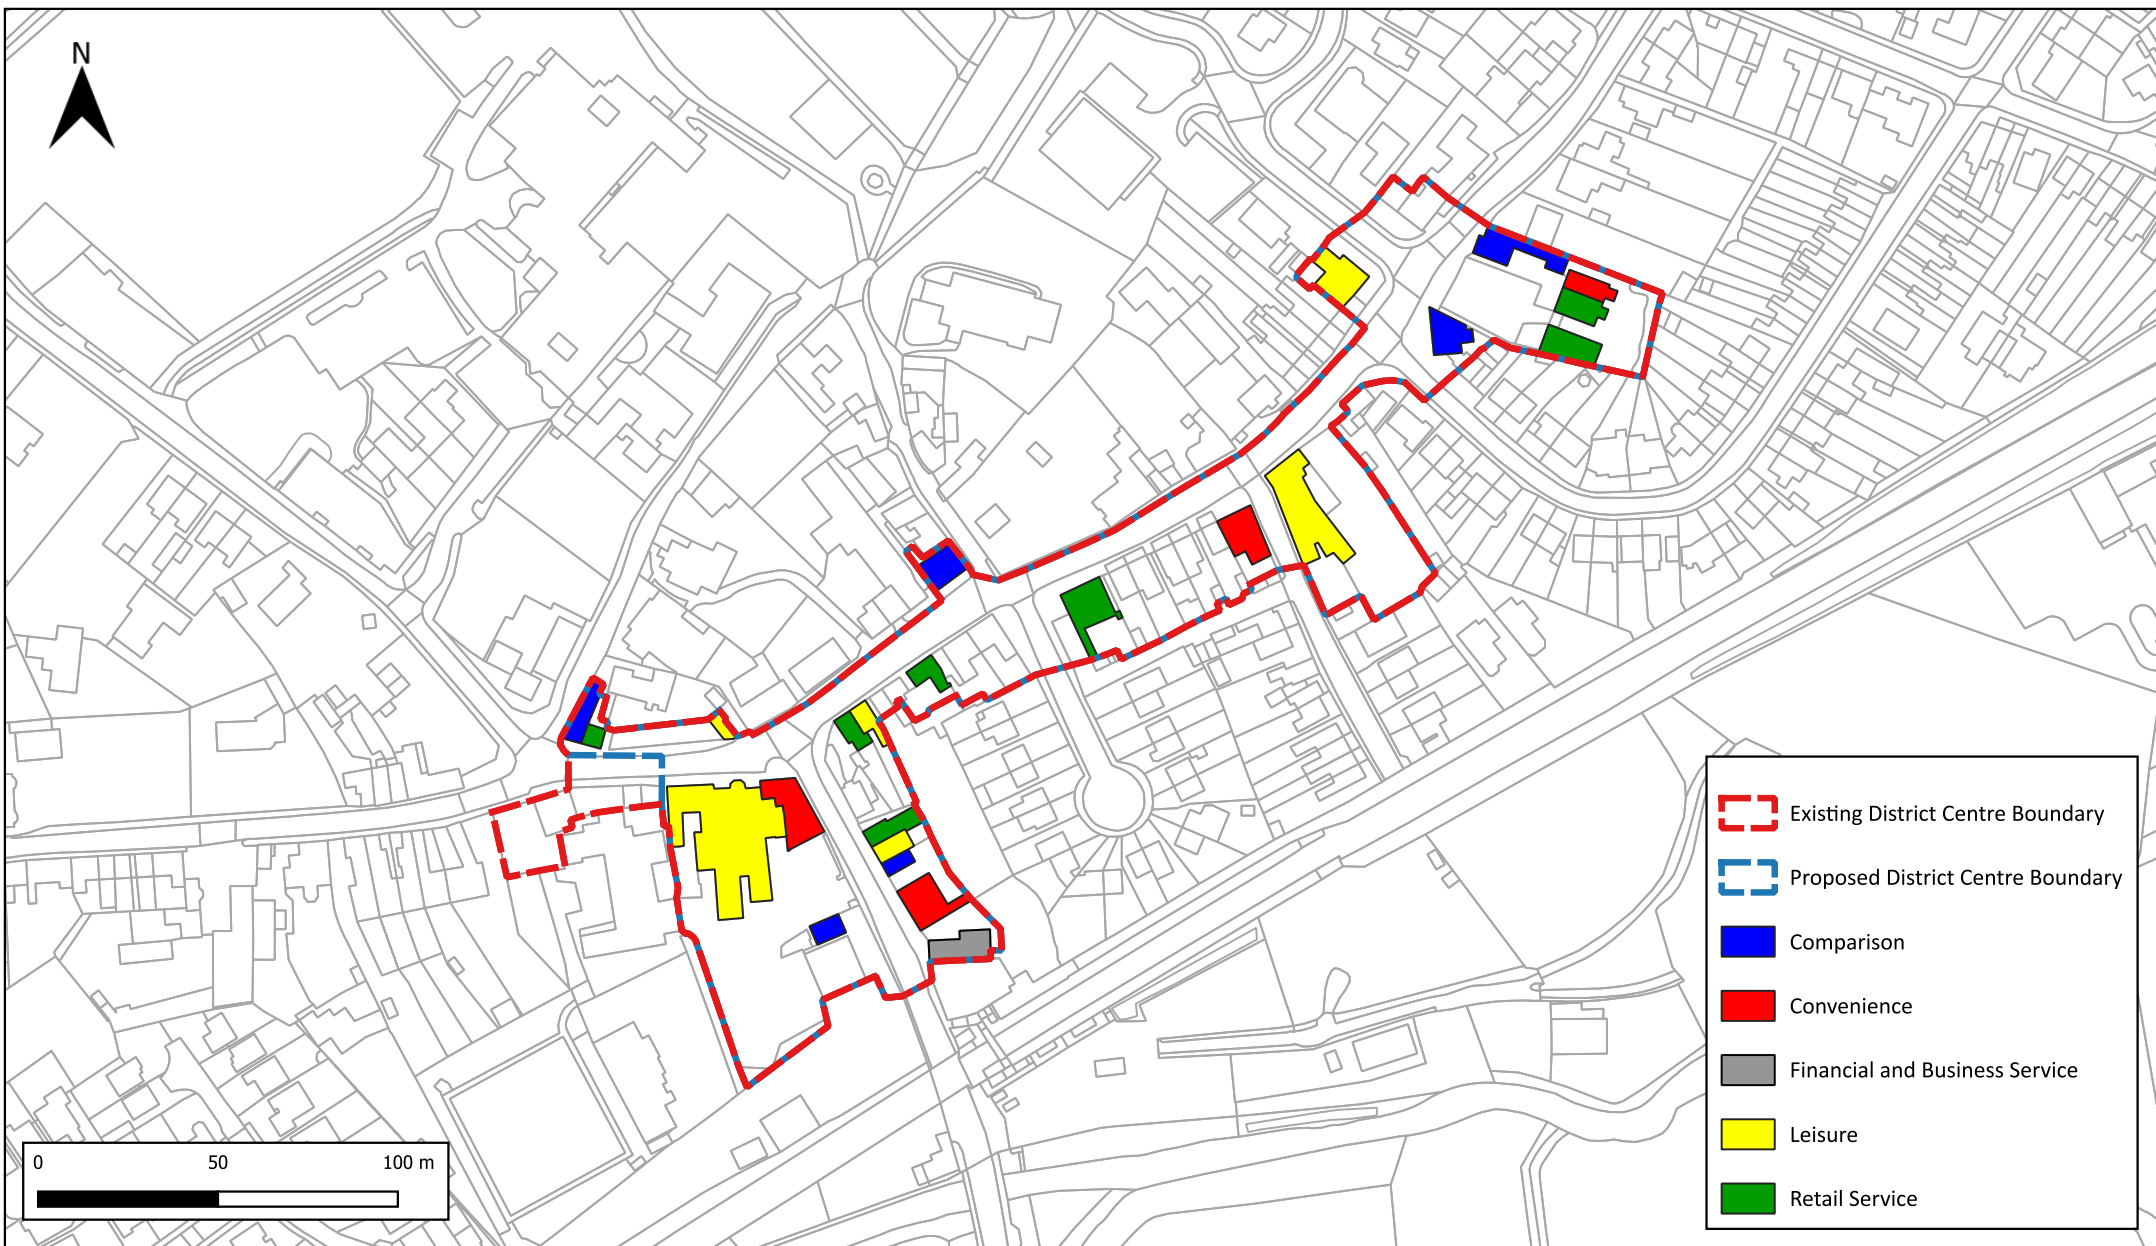 N
Existing District Centre Boundary
Proposed District Centre Boundary
Comparison
Convenience
Financial and Business Service
Leisure
Retail Service
0 50 100 m